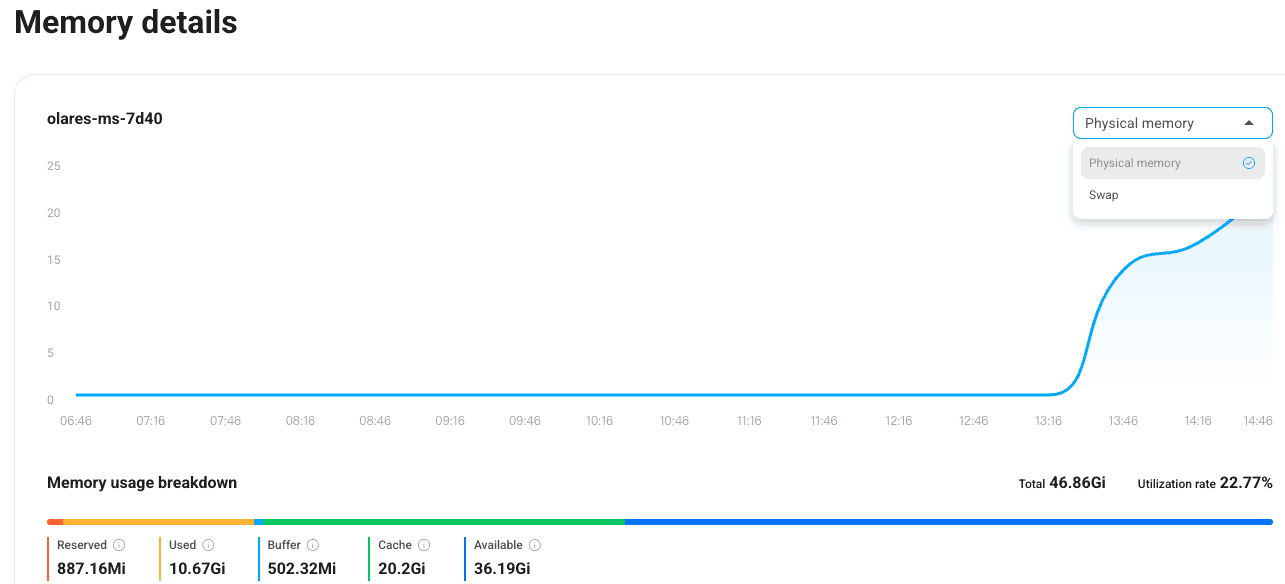 Memory details
olares-ms-7d40
Physical memory
Physical memory
Swap
25
20
15
10
5
0
06:46 07:16 07:46 08:16 08:46 09:16 09:46 10:16 10:46 11:16 11:46 12:16 12:46 13:16 13:46 14:16 14:46
Memory usage breakdown Total 46.86Gi Utilization rate 22.77%
Reserved Used Buffer Cache Available
887.16Mi 10.67Gi 502.32Mi 20.2Gi 36.19Gi